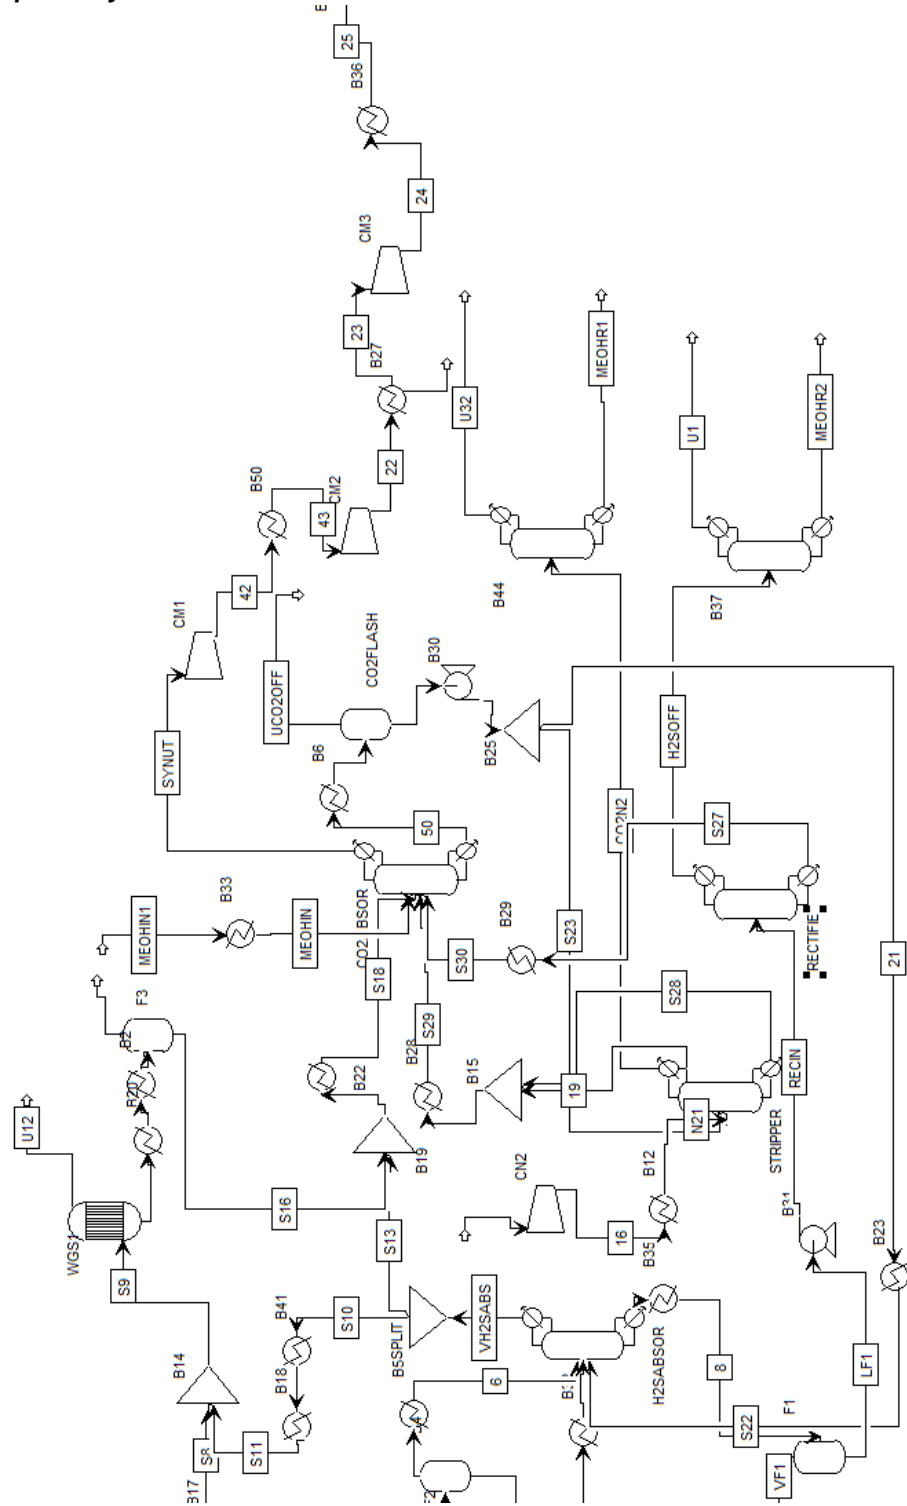 25
B36
24
CM3
23
B27
MEOHR1
U32
U1
MEOHR2
22
B50
43
CM2
42
CM1
B44
B37
CO2FLASH
B30
UCO2OFF
B6
B25
H2SOFF
SYNUT
50
CO2N2
S27
B33
MEOHIN1
MEOHIN
BSOR
CO2
B29
S23
S30
RECTIFIE
21
S18
S28
F3
B2
S29
B28
B20
B22
B15
19
RECIN
U12
N21
B19
B12
STRIPPER
CN2
S16
WGS1
S13
16
B35
B31
B23
S9
B41
S10
B5SPLIT
VH2SABS
H2SABSOR
B14
B18
8
LF1
6
S8
S11
S22
F1
B17
F2
VF1